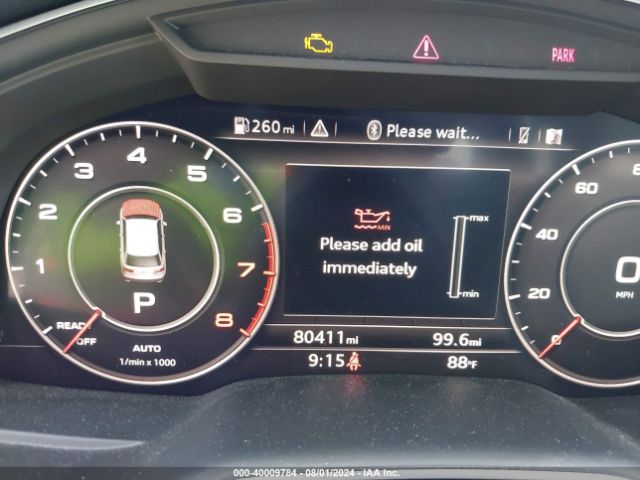 PARK
260 mi
Please wait...
MIN
Please add oil
immediately
max
min
1 2 3 4 5 6 7 8
READY
OFF
P
AUTO
1/min x 1000
0 20 40 60
0
MPH
80411 mi 99.6 mi
9:15 88°F
000-40009784 - 08/01/2024 - IAA Inc.